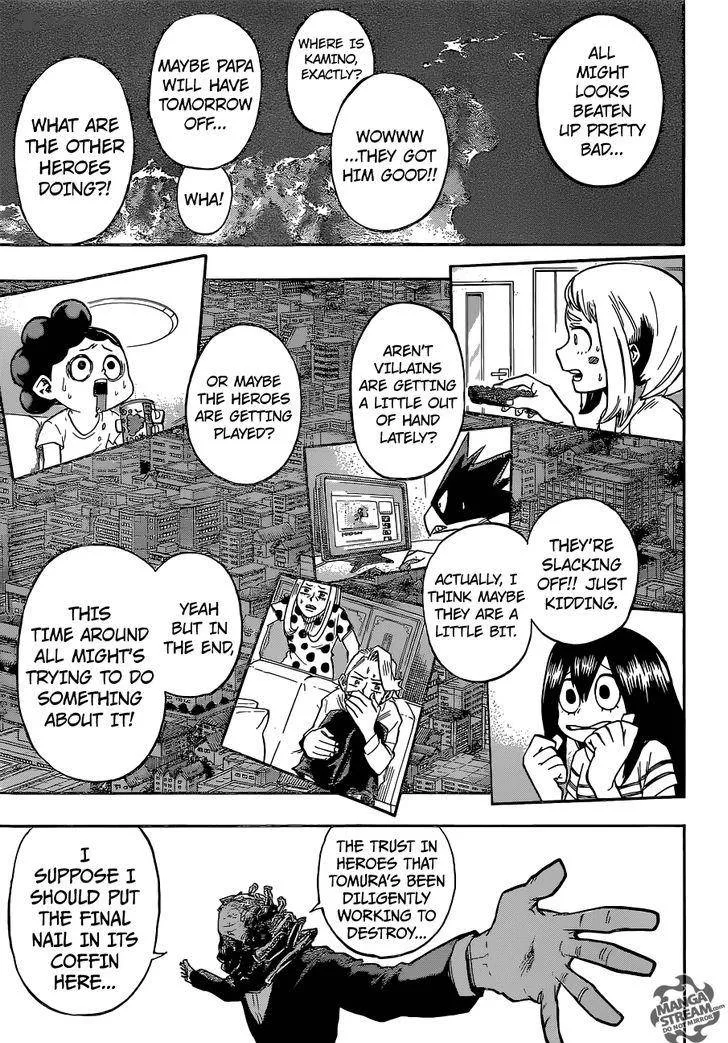 ALL
MIGHT
LOOKS
BEATEN
UP PRETTY
BAD...
WHERE IS
KAMINO,
EXACTLY?
WOWWW
...THEY GOT
HIM GOOD!!
MAYBE PAPA
WILL HAVE
TOMORROW
OFF...
WHA!
WHAT ARE
THE OTHER
HEROES
DOING?!
AREN'T
VILLAINS
ARE GETTING
A LITTLE OUT
OF HAND
LATELY?
OR MAYBE
THE HEROES
ARE GETTING
PLAYED?
THEY'RE
SLACKING
OFF!! JUST
KIDDING.
ACTUALLY, I
THINK MAYBE
THEY ARE A
LITTLE BIT.
YEAH
BUT IN
THE END,
THIS
TIME AROUND
ALL MIGHT'S
TRYING TO DO
SOMETHING
ABOUT IT!
THE TRUST IN
HEROES THAT
TOMURA'S BEEN
DILIGENTLY
WORKING TO
DESTROY...
I
SUPPOSE I
SHOULD PUT
THE FINAL
NAIL IN ITS
COFFIN
HERE...
MANGA
STREAM.com
DO NOT MIRROR!